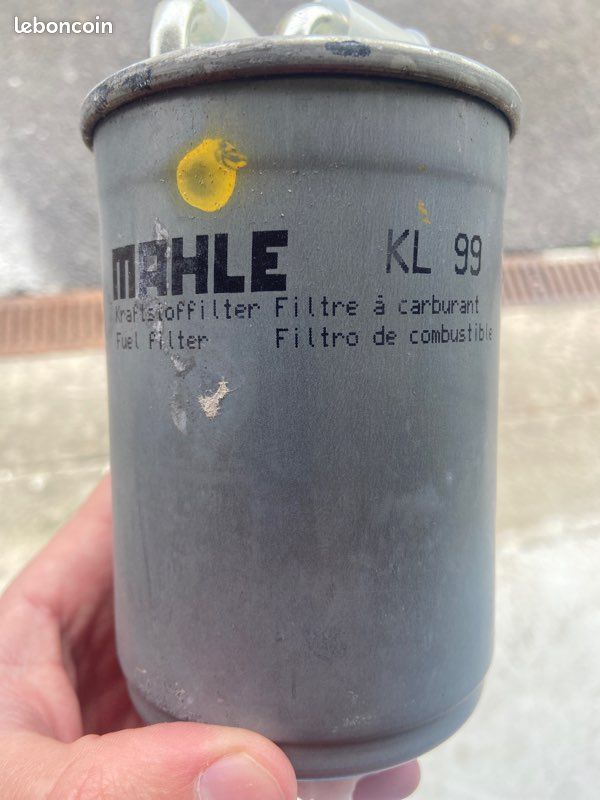 leboncoin
MAHLE KL 99
Kraftstoffilter Filtre à carburant
Fuel filter Filtro de combustible